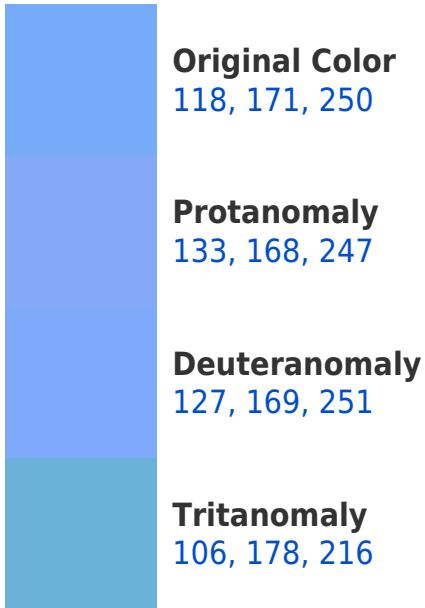 Original Color
118, 171, 250
Protanomaly
133, 168, 247
Deuteranomaly
127, 169, 251
Tritanomaly
106, 178, 216